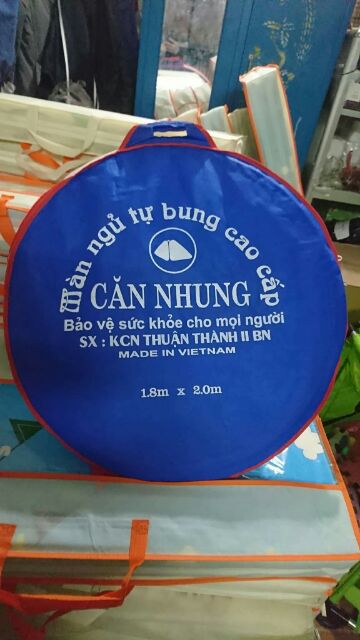 Màn ngủ tự bung cao cấp
CĂN NHUNG
Bảo vệ sức khỏe cho mọi người
SX : KCN THUẬN THÀNH II BN
MADE IN VIETNAM
1.8m x 2.0m